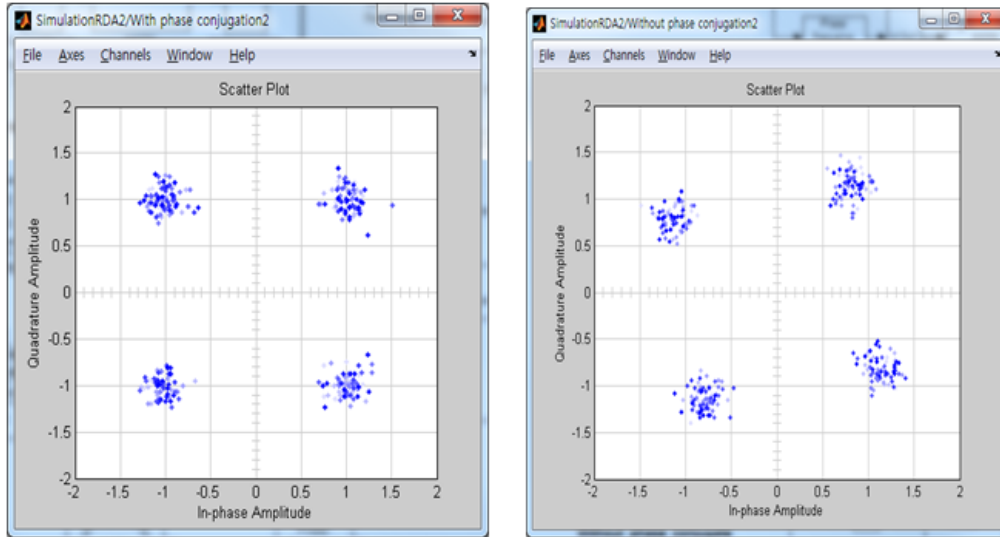 SimulationRDA2/With phase conjugation2
File Axes Channels Window Help
Scatter Plot
2
1.5
1
0.5
0
-0.5
-1
-1.5
-2
-2 -1.5 -1 -0.5 0 0.5 1 1.5 2
Quadrature Amplitude
In-phase Amplitude
SimulationRDA2/Without phase conjugation2
File Axes Channels Window Help
Scatter Plot
2
1.5
1
0.5
0
-0.5
-1
-1.5
-2
-2 -1.5 -1 -0.5 0 0.5 1 1.5 2
Quadrature Amplitude
In-phase Amplitude